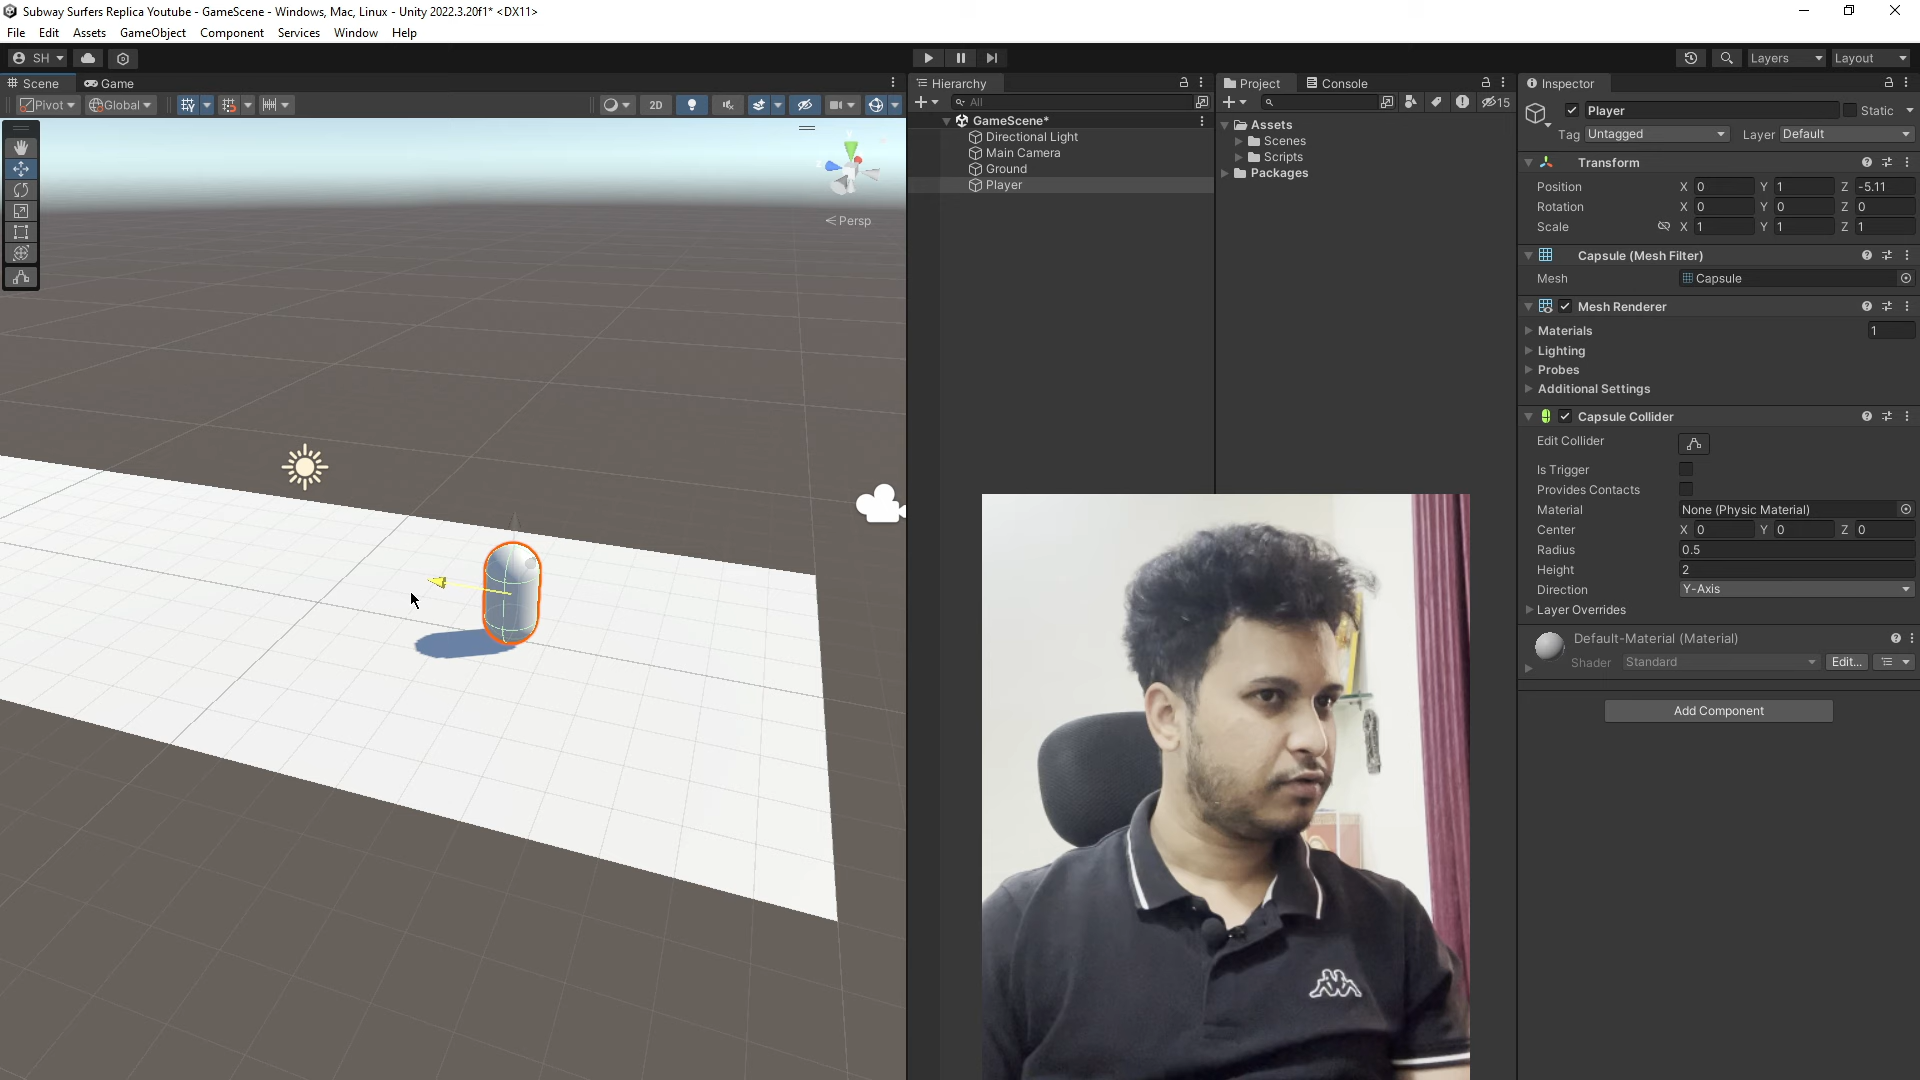 Subway Surfers Replica Youtube - GameScene - Windows, Mac, Linux - Unity 2022.3.20f1* <DX11>
File Edit Assets GameObject Component Services Window Help
SH Layers Layout
Scene Game
Pivot Global 2D
y
z
Persp
Hierarchy
All
GameScene*
Directional Light
Main Camera
Ground
Player
Project Console
15
Assets
Scenes
Scripts
Packages
Inspector
Player Static
Tag Untagged Layer Default
Transform
Position X 0 Y 1 Z -5.11
Rotation X 0 Y 0 Z 0
Scale X 1 Y 1 Z 1
Capsule (Mesh Filter)
Mesh Capsule
Mesh Renderer
Materials 1
Lighting
Probes
Additional Settings
Capsule Collider
Edit Collider
Is Trigger
Provides Contacts
Material None (Physic Material)
Center X 0 Y 0 Z 0
Radius 0.5
Height 2
Direction Y-Axis
Layer Overrides
Default-Material (Material)
Shader Standard Edit...
Add Component